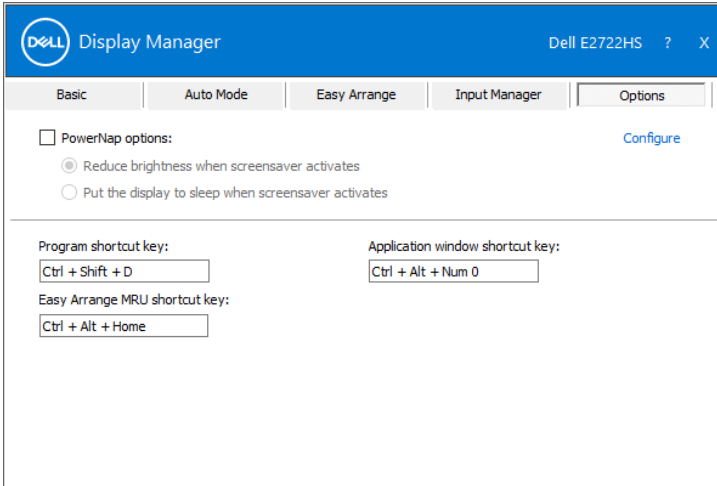 DELL Display Manager Dell E2722HS ? X
Basic Auto Mode Easy Arrange Input Manager Options
PowerNap options: Configure
Reduce brightness when screensaver activates
Put the display to sleep when screensaver activates
Program shortcut key: Application window shortcut key:
Ctrl + Shift + D Ctrl + Alt + Num 0
Easy Arrange MRU shortcut key:
Ctrl + Alt + Home